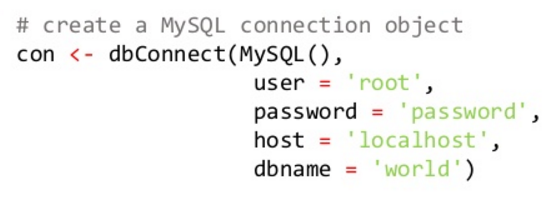 # create a MySQL connection object
con <- dbConnect(MySQL(),
user = 'root',
password = 'password',
host = 'localhost',
dbname = 'world')